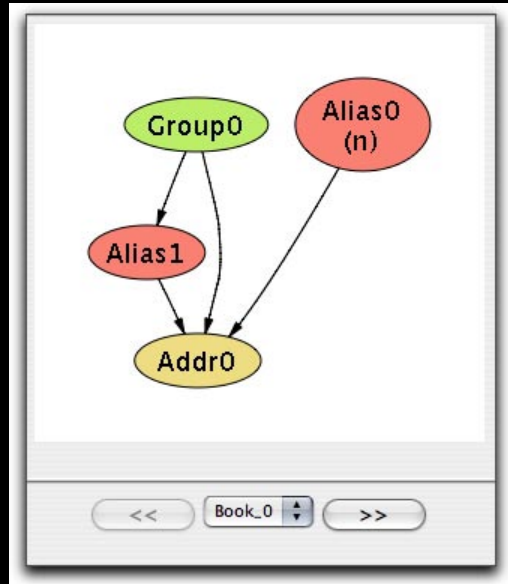 Group0
Alias0
(n)
Alias1
Addr0
<<
Book_0
>>